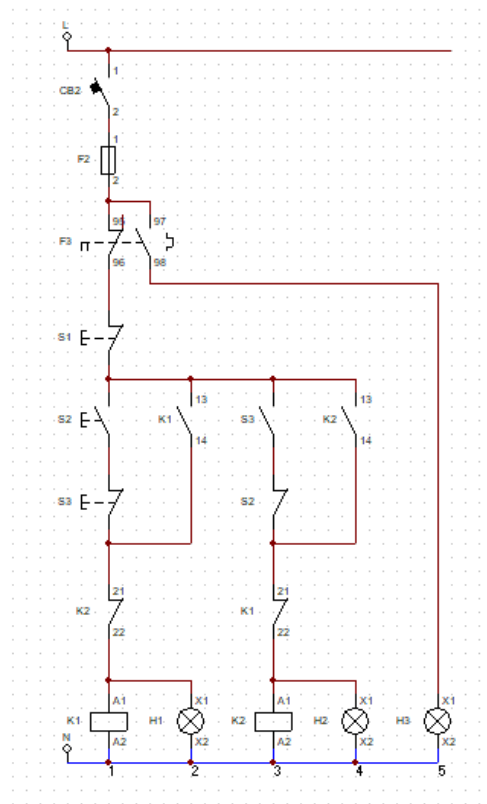 L
1
CB2
2
1
F2
2
95 97
F3
96 98
S1
13 13
S2 K1 S3 K2
14 14
S3 S2
21 21
K2 K1
22 22
A1 X1 A1 X1 X1
K1 H1 K2 H2 H3
N A2 X2 A2 X2 X2
1 2 3 4 5